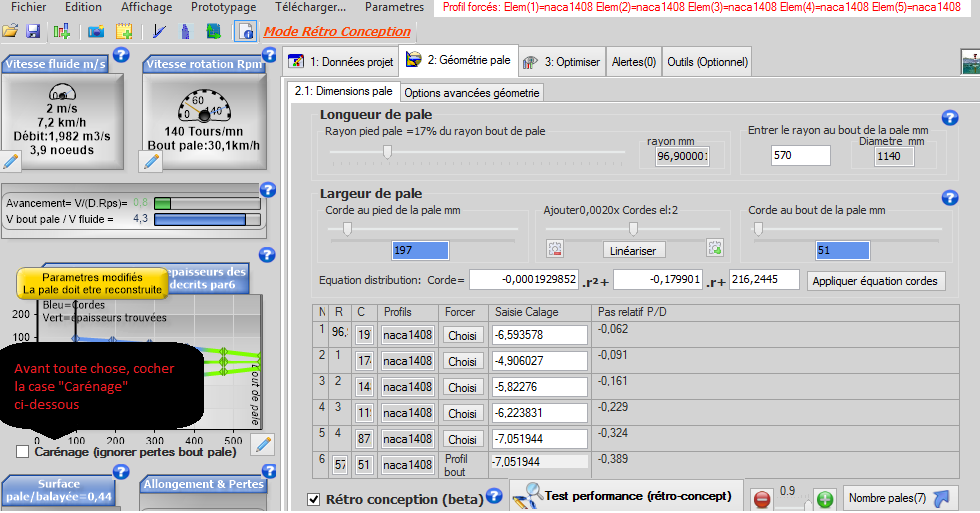 Fichier Edition Affichage Prototypage Télécharger... Parametres Profil forcés: Elem(1)=naca1408 Elem(2)=naca1408 Elem(3)=naca1408 Elem(4)=naca1408 Elem(5)=naca1408
Mode Rétro Conception
Vitesse fluide m/s
2 m/s
7,2 km/h
Débit:1,982 m3/s
3,9 noeuds
Vitesse rotation Rpm
60
0 140
140 Tours/mn
Bout pale:30,1km/h
Avancement= V/(D.Rps)= 0,8
V bout pale / V fluide = 4,3
Parametres modifiés
La pale doit etre reconstruite
epaisseurs des
decrits par6
Bleu=Cordes
Vert=epaisseurs trouvées
200
100
bout de pale
Avant toute chose, cocher
la case "Carénage"
ci-dessous
0 100 200 300 400 500
Carénage (ignorer pertes bout pale)
Surface
pale/balayée=0,44
Allongement & Pertes
1: Données projet 2: Géométrie pale 3: Optimiser Alertes(0) Outils (Optionnel)
2.1: Dimensions pale Options avancées géometrie
Longueur de pale
Rayon pied pale =17% du rayon bout de pale
rayon mm
96,900001
Entrer le rayon au bout de la pale mm
570
Diametre mm
1140
Largeur de pale
Corde au pied de la pale mm
197
Ajouter0,0020x Cordes el:2
Linéariser
Corde au bout de la pale mm
51
Equation distribution: Corde= -0,0001929852 .r²+ -0,179901 .r+ 216,2445 Appliquer équation cordes
N R C Profils Forcer Saisie Calage Pas relatif P/D
1 96, 19 naca1408 Choisi -6,593578 -0,062
2 1 17 naca1408 Choisi -4,906027 -0,091
3 2 14 naca1408 Choisi -5,82276 -0,161
4 3 11 naca1408 Choisi -6,223831 -0,229
5 4 87 naca1408 Choisi -7,051944 -0,324
6 57 51 naca1408 Profil bout -7,051944 -0,389
Rétro conception (beta) Test performance (rétro-concept) 0.9 Nombre pales(7)